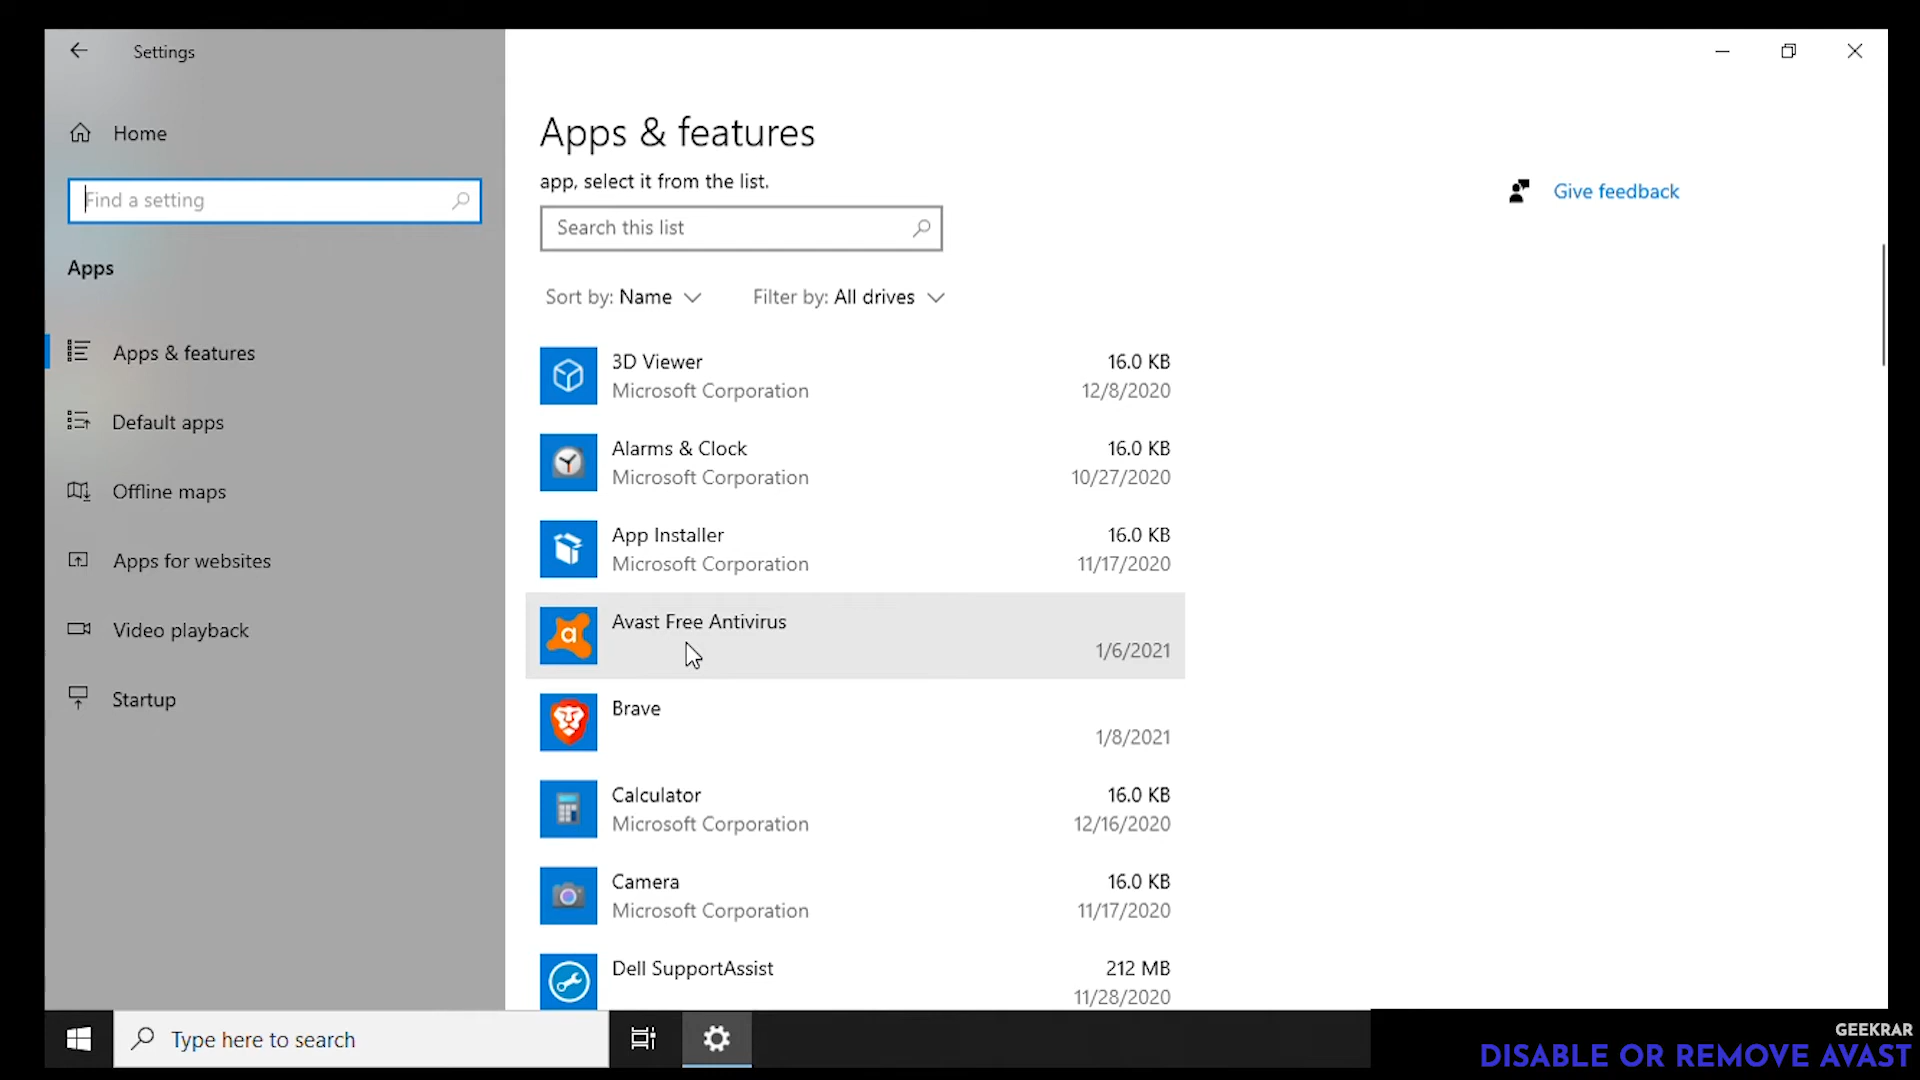 Settings
Home
Find a setting
Apps
Apps & features
Default apps
Offline maps
Apps for websites
Video playback
Startup
Apps & features
app, select it from the list.
Search this list
Sort by: Name
Filter by: All drives
3D Viewer 16.0 KB
Microsoft Corporation 12/8/2020
Alarms & Clock 16.0 KB
Microsoft Corporation 10/27/2020
App Installer 16.0 KB
Microsoft Corporation 11/17/2020
Avast Free Antivirus
1/6/2021
Brave
1/8/2021
Calculator 16.0 KB
Microsoft Corporation 12/16/2020
Camera 16.0 KB
Microsoft Corporation 11/17/2020
Dell SupportAssist 212 MB
11/28/2020
Give feedback
Type here to search
GEEKRAR
DISABLE OR REMOVE AVAST